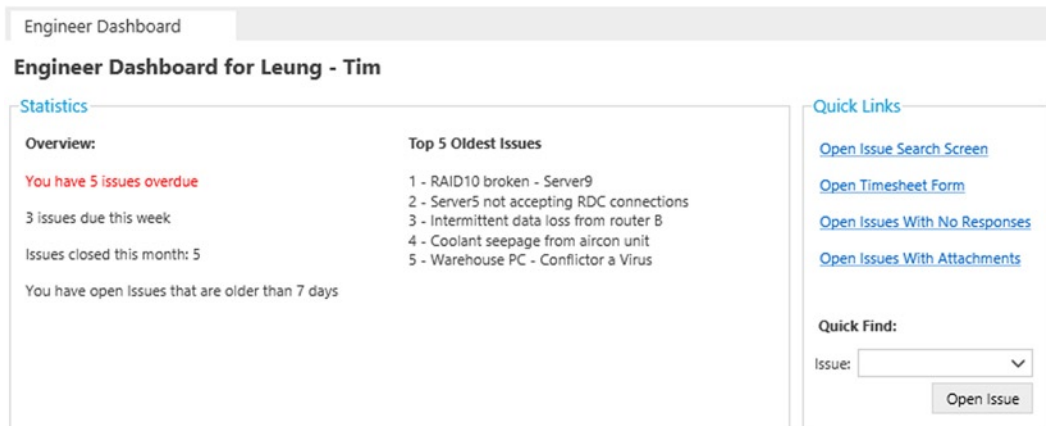 Engineer Dashboard
Engineer Dashboard for Leung - Tim
Statistics
Overview:
You have 5 issues overdue
3 issues due this week
Issues closed this month: 5
You have open Issues that are older than 7 days
Top 5 Oldest Issues
1 - RAID10 broken - Server9
2 - Server5 not accepting RDC connections
3 - Intermittent data loss from router B
4 - Coolant seepage from aircon unit
5 - Warehouse PC - Conflictor a Virus
Quick Links
Open Issue Search Screen
Open Timesheet Form
Open Issues With No Responses
Open Issues With Attachments
Quick Find:
Issue:
Open Issue